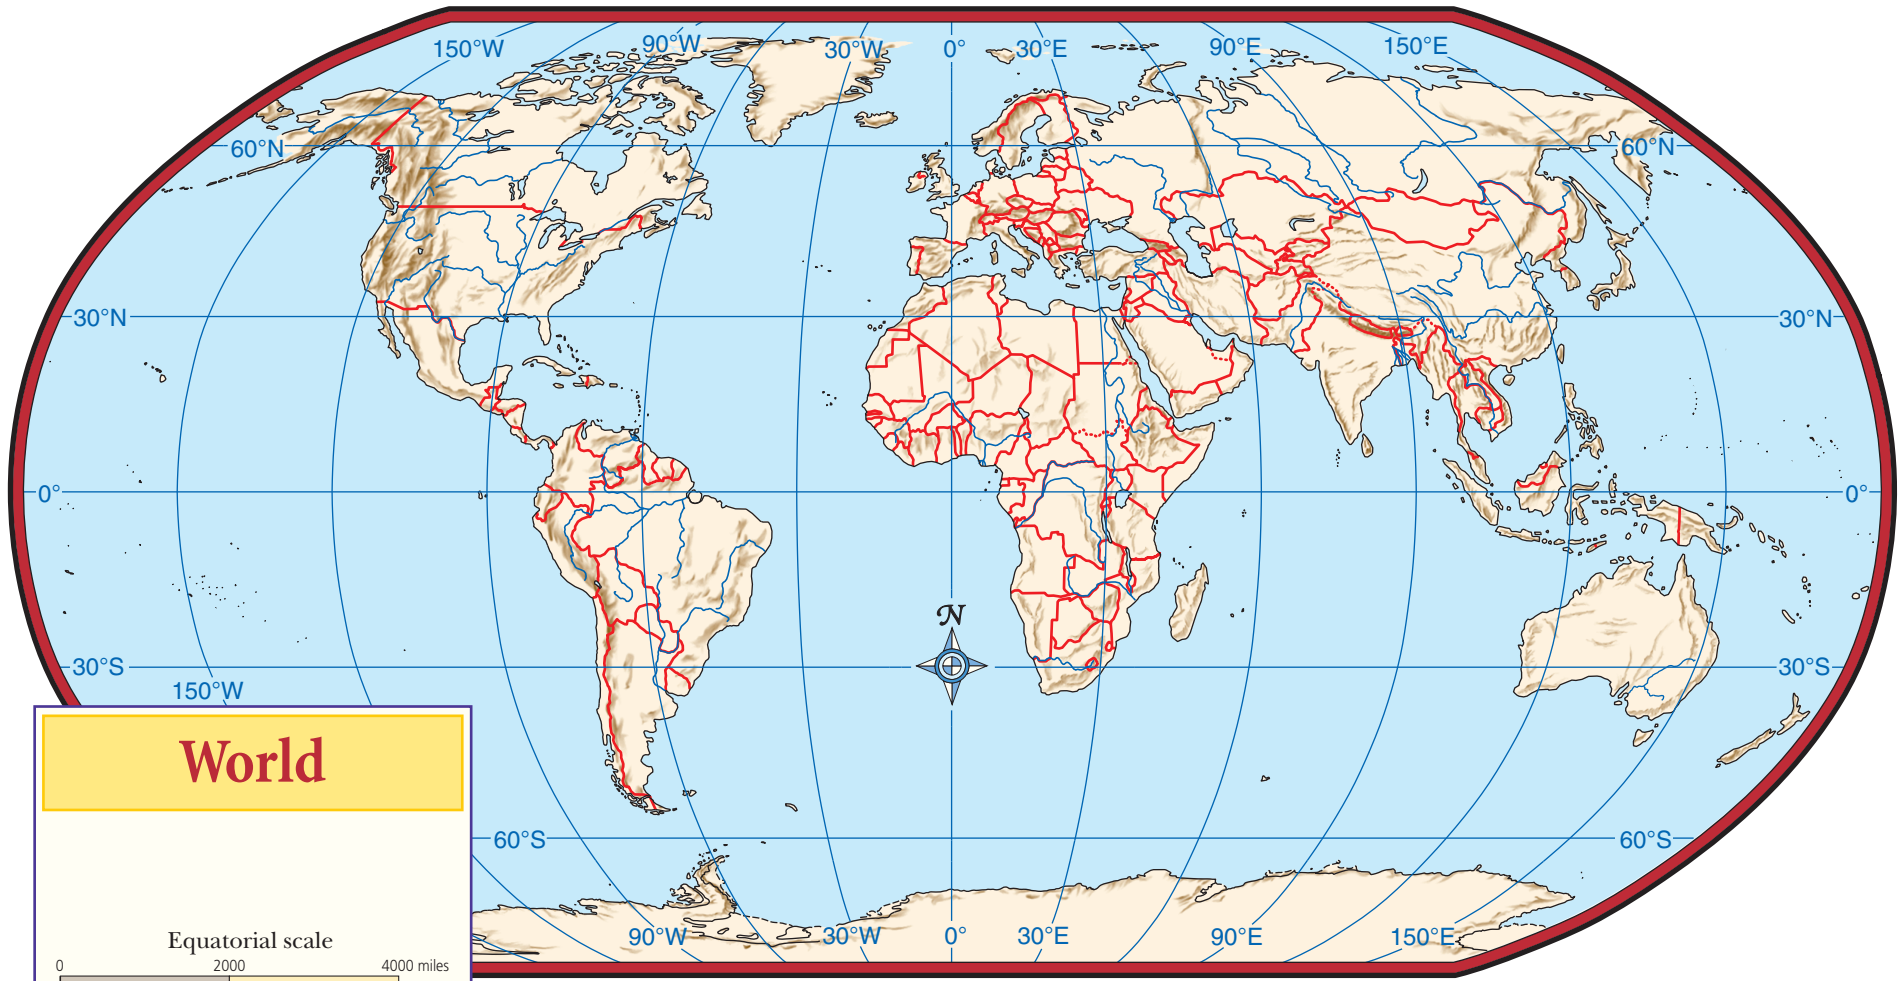 150°W 90°W 30°W 0° 30°E 90°E 150°E
60°N 60°N
30°N 30°N
0° 0°
N
30°S 30°S
150°W
World
60°S 60°S
90°W 30°W 0° 30°E 90°E 150°E
Equatorial scale
0 2000 4000 miles